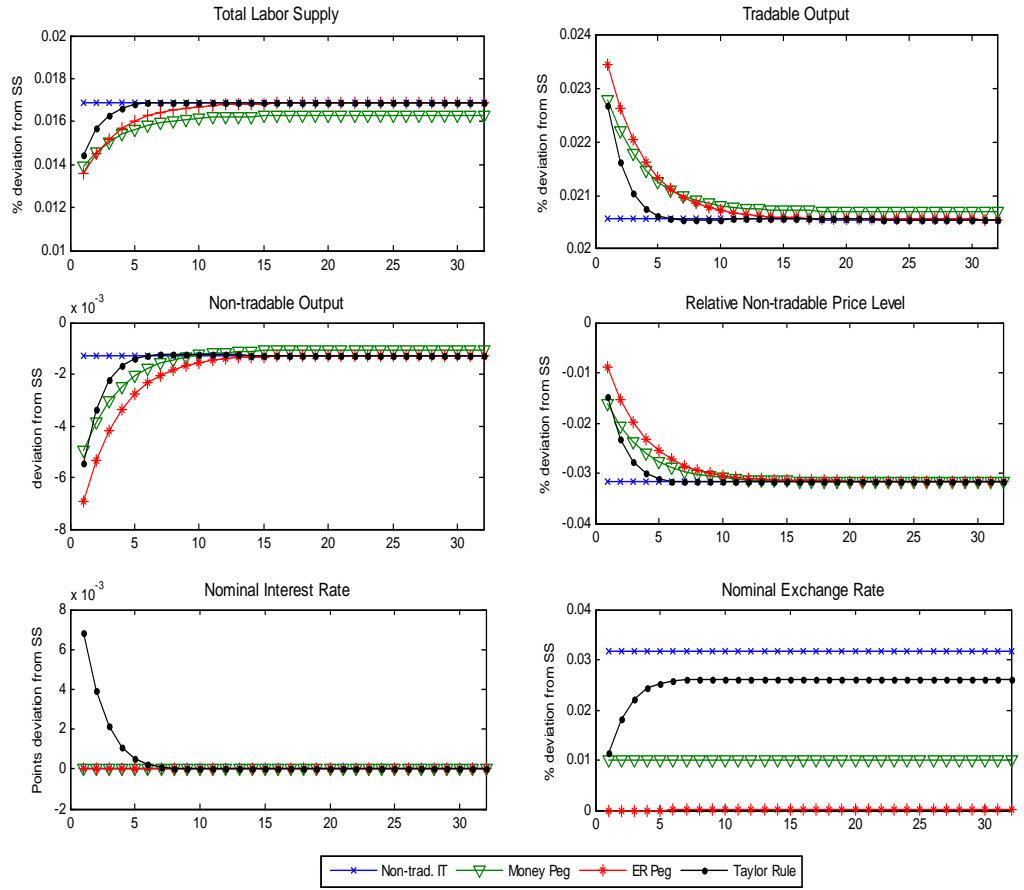 Total Labor Supply
% deviation from SS
0.02
0.018
0.016
0.014
0.012
0.01
0 5 10 15 20 25 30
Tradable Output
% deviation from SS
0.024
0.023
0.022
0.021
0.02
0 5 10 15 20 25 30
Non-tradable Output
x 10-3
deviation from SS
0
-2
-4
-6
-8
0 5 10 15 20 25 30
Relative Non-tradable Price Level
% deviation from SS
0
-0.01
-0.02
-0.03
-0.04
0 5 10 15 20 25 30
Nominal Interest Rate
x 10-3
Points deviation from SS
8
6
4
2
0
-2
0 5 10 15 20 25 30
Nominal Exchange Rate
% deviation from SS
0.04
0.03
0.02
0.01
0
0 5 10 15 20 25 30
Non-trad. IT Money Peg ER Peg Taylor Rule